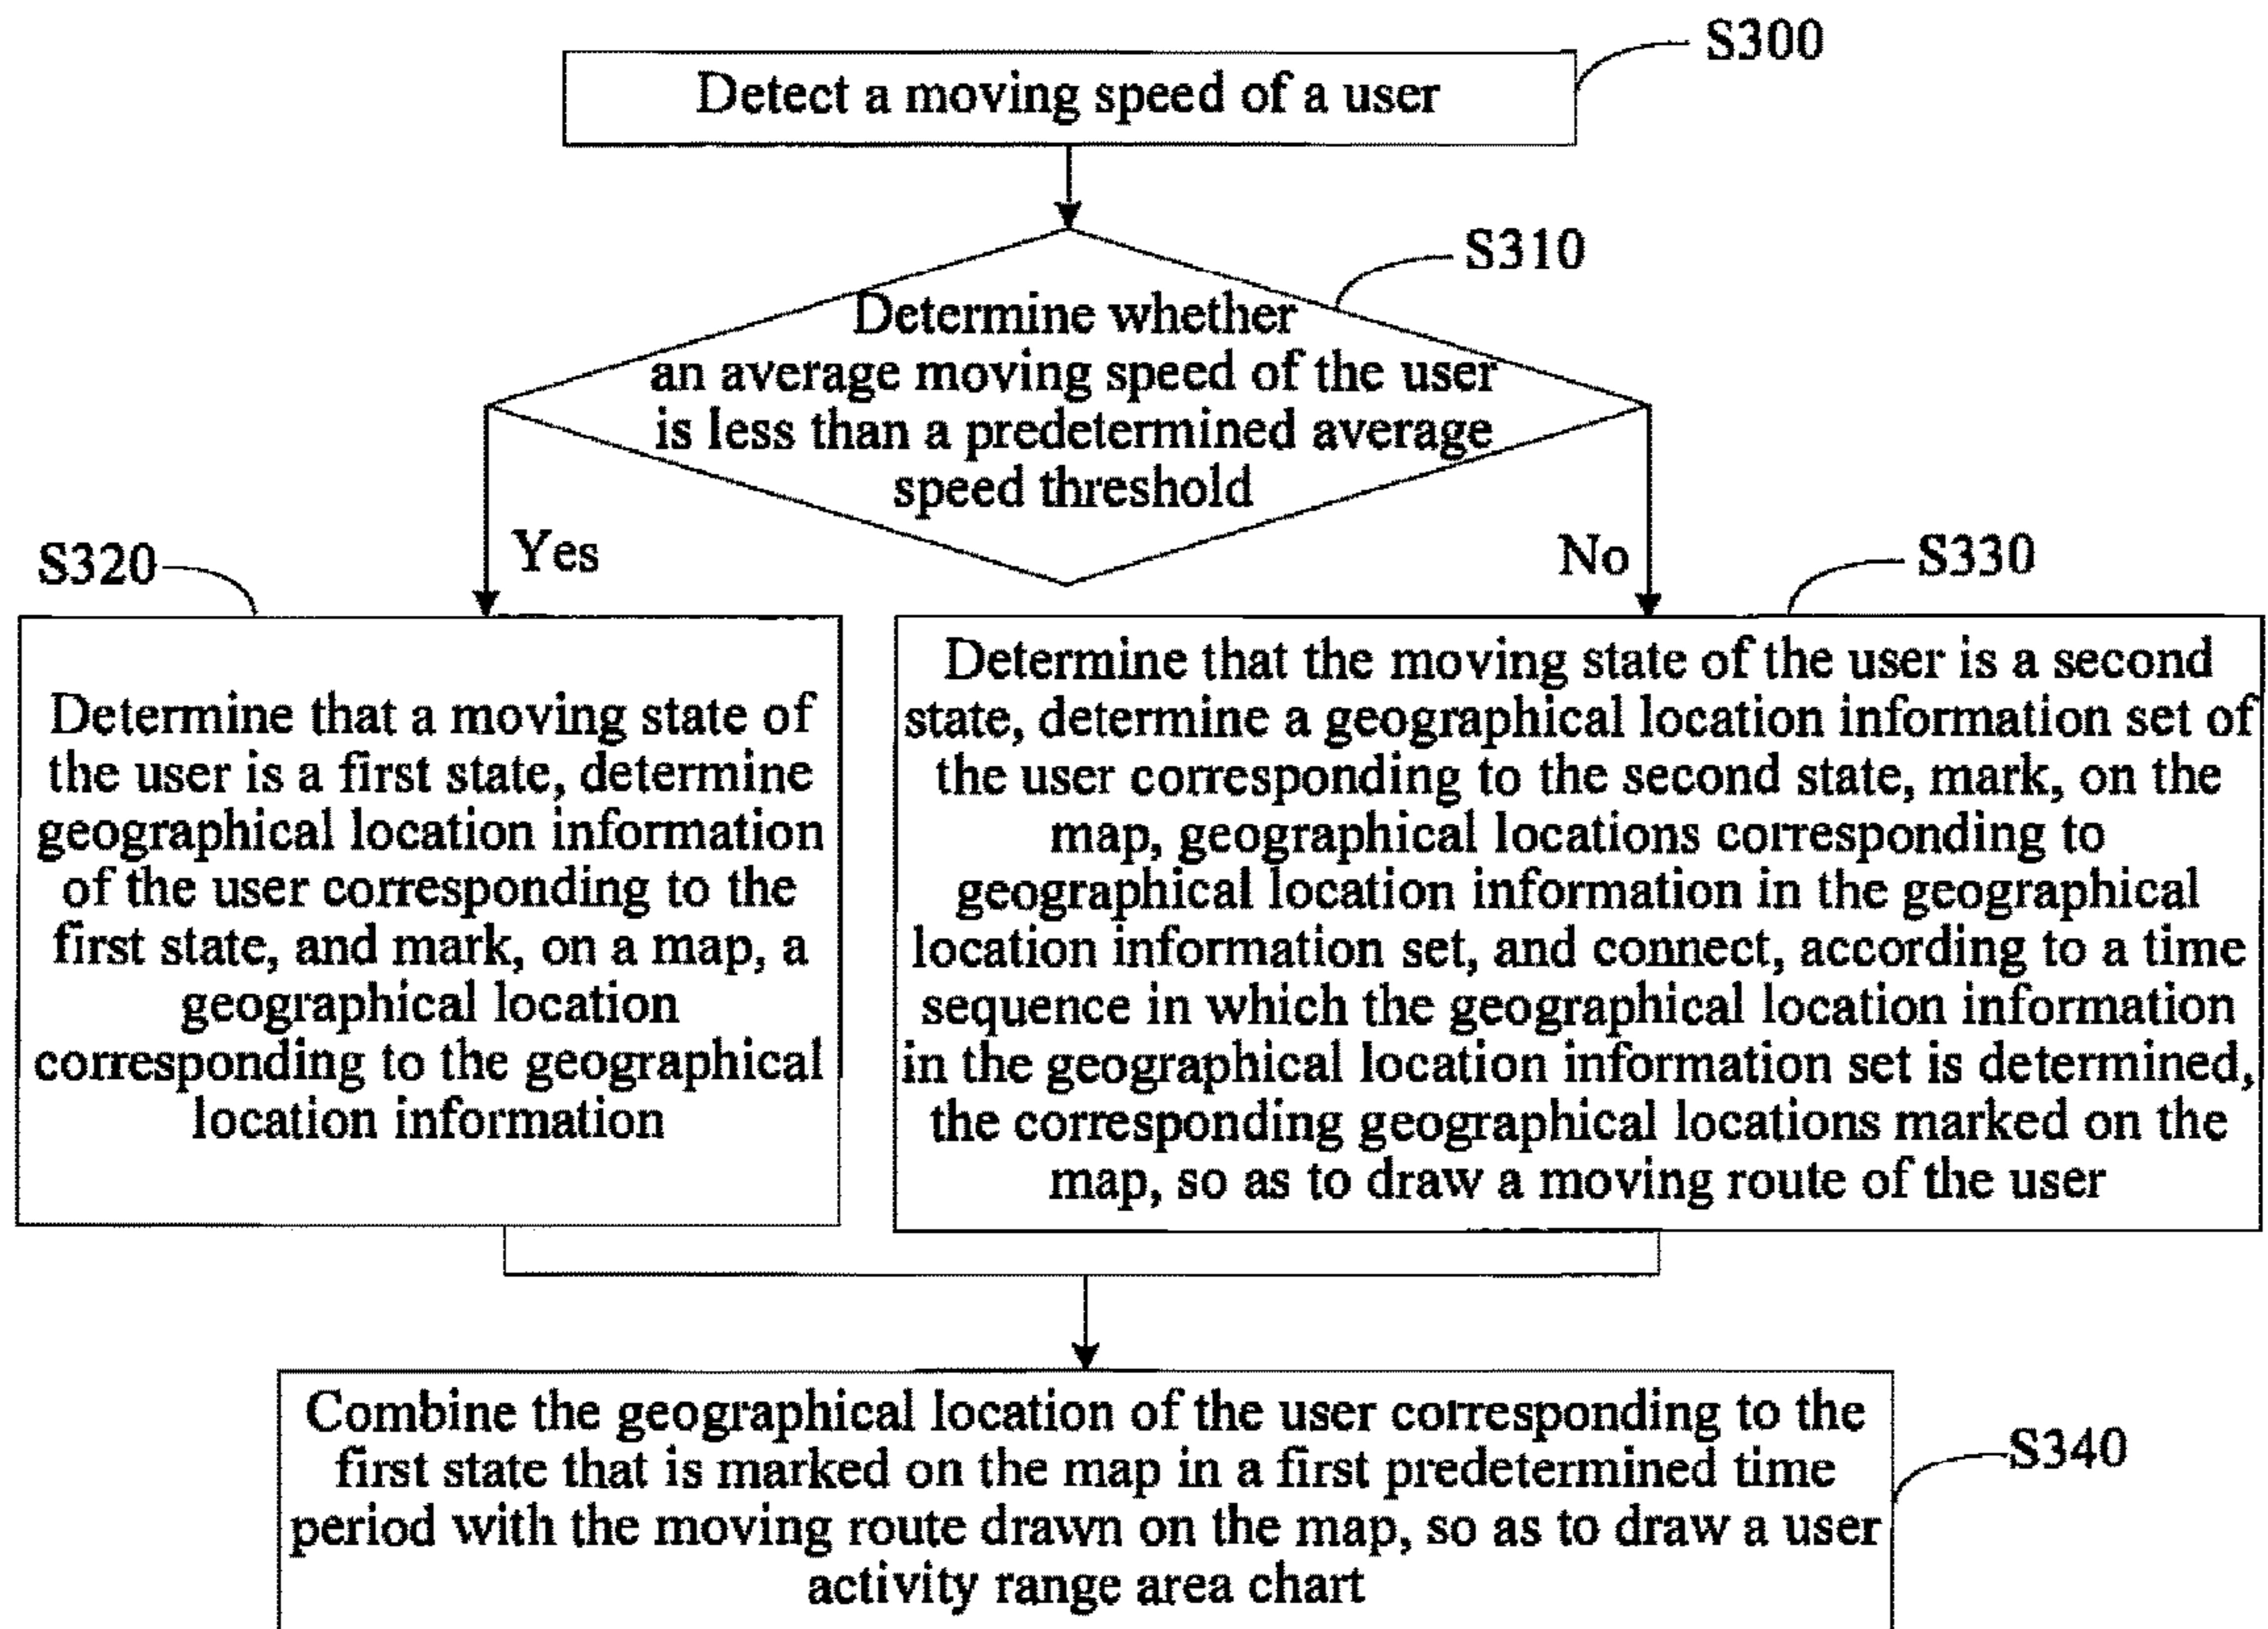 S300
Detect a moving speed of a user
S310
Determine whether
an average moving speed of the user
is less than a predetermined average
speed threshold
Yes
No
S320
S330
Determine that a moving state of
the user is a first state, determine
geographical location information
of the user corresponding to the
first state, and mark, on a map, a
geographical location
corresponding to the geographical
location information
Determine that the moving state of the user is a second
state, determine a geographical location information set of
the user corresponding to the second state, mark, on the
map, geographical locations corresponding to
geographical location information in the geographical
location information set, and connect, according to a time
sequence in which the geographical location information
in the geographical location information set is determined,
the corresponding geographical locations marked on the
map, so as to draw a moving route of the user
Combine the geographical location of the user corresponding to the
first state that is marked on the map in a first predetermined time
period with the moving route drawn on the map, so as to draw a user
activity range area chart
S340